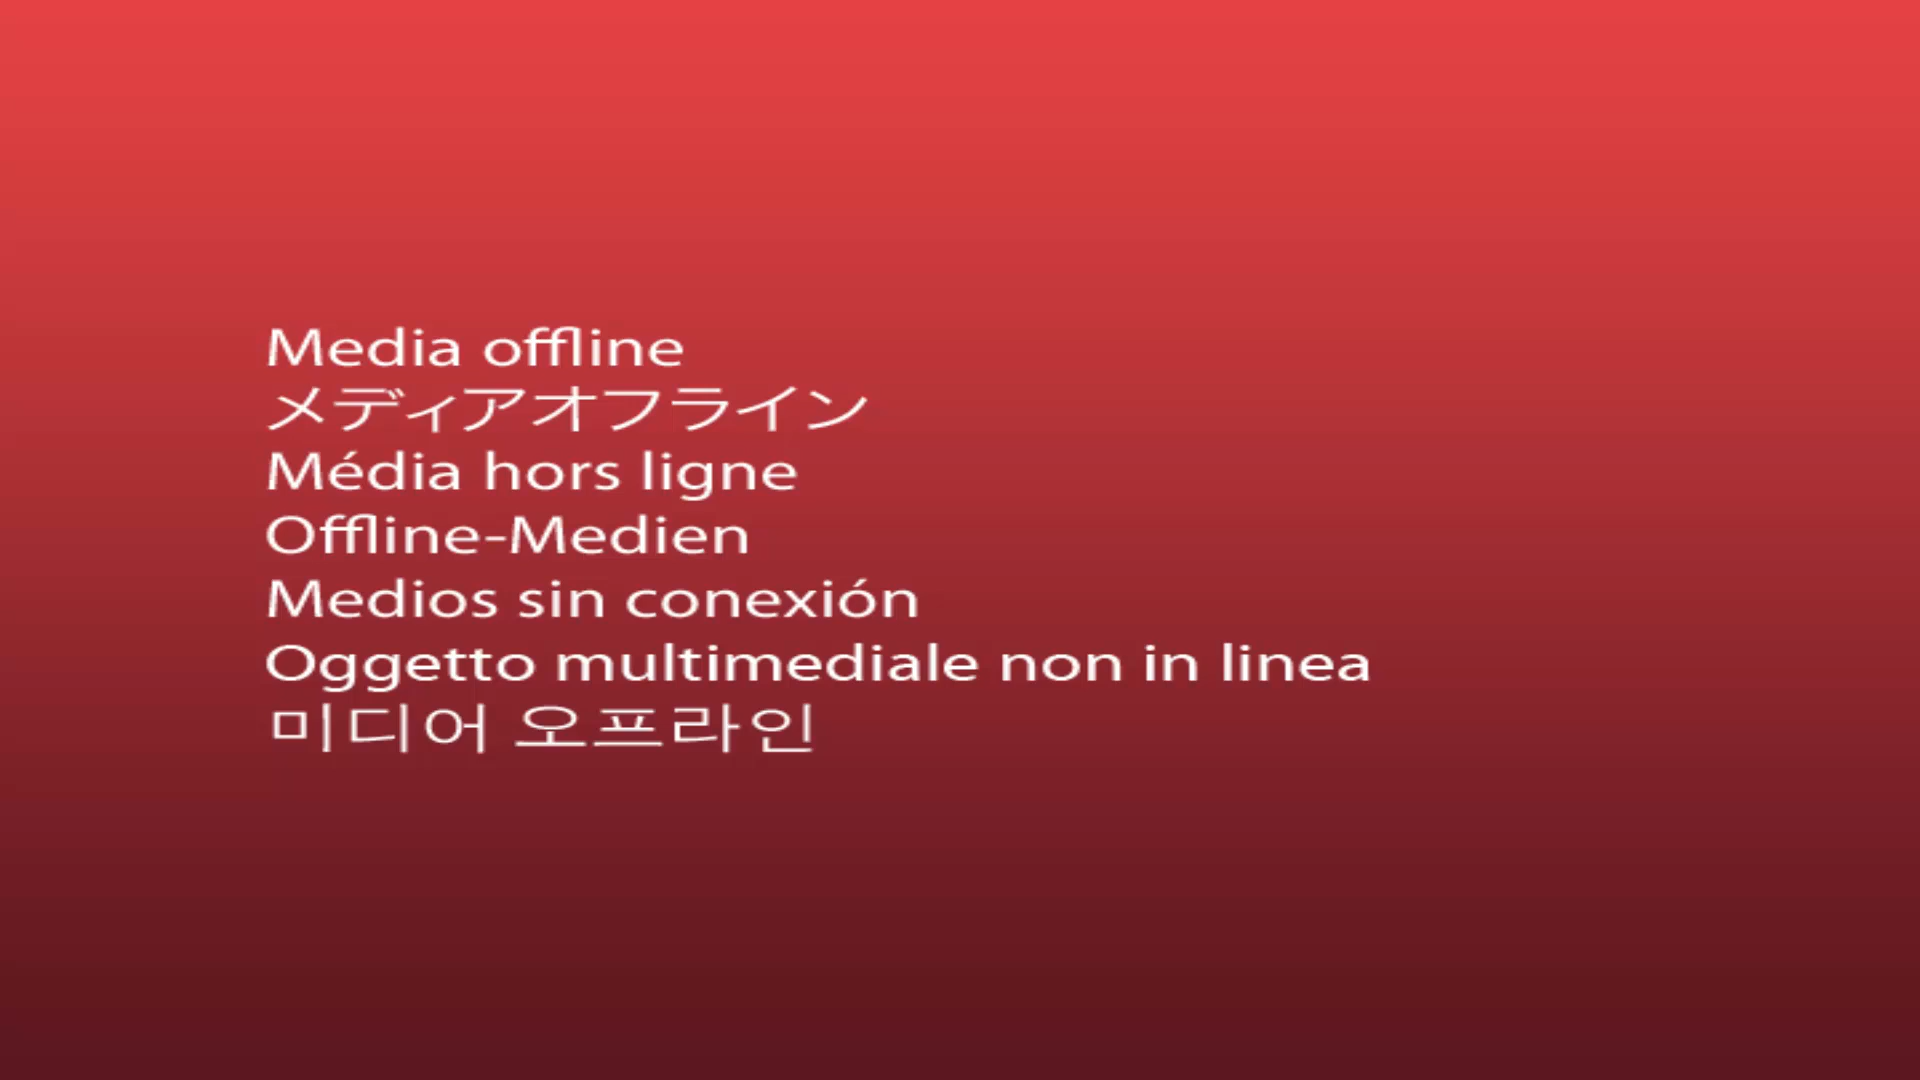 Media offline
メディアオフライン
Média hors ligne
Offline-Medien
Medios sin conexión
Oggetto multimediale non in linea
미디어 오프라인